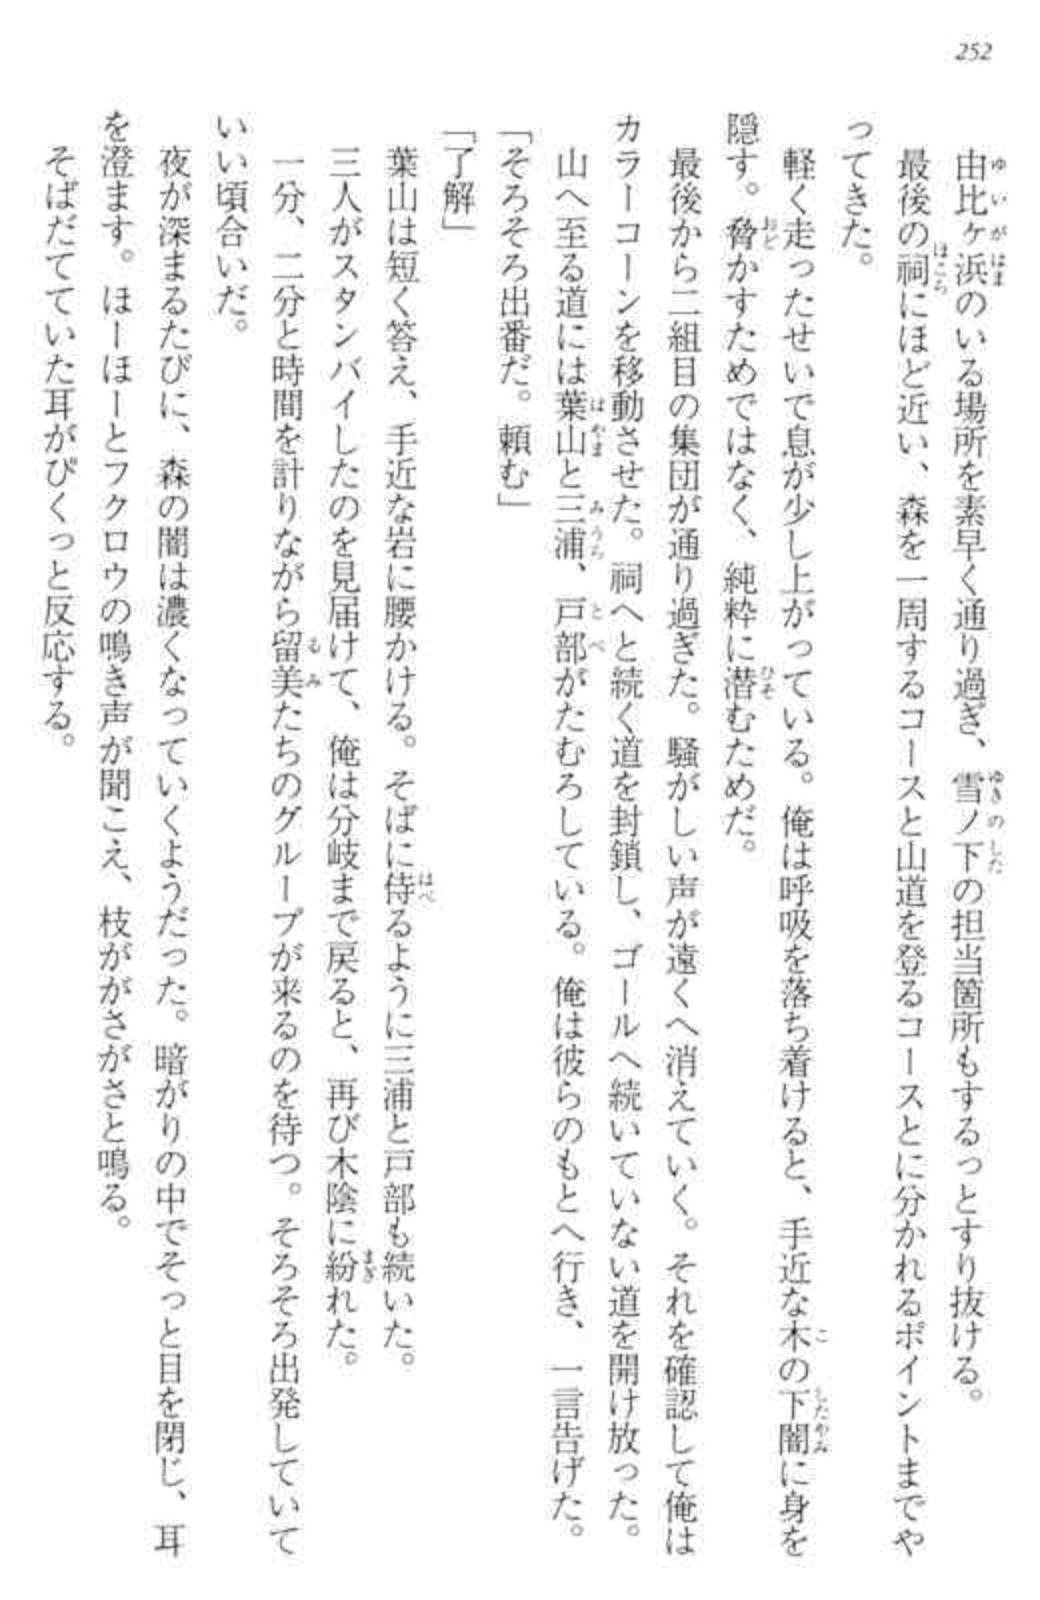 252
由比ヶ浜のいる場所を素早く通り過ぎ、雪ノ下の担当箇所もするっとすり抜ける。
最後の祠にほど近い、森を一周するコースと山道を登るコースとに分かれるポイントまでや
ってきた。
軽く走ったせいで息が少し上がっている。俺は呼吸を落ち着けると、手近な木の下闇に身を
隠す。脅かすためではなく、純粋に潜むためだ。
最後から二組目の集団が通り過ぎた。騒がしい声が遠くへ消えていく。それを確認して俺は
カラーコーンを移動させた。祠へと続く道を封鎖し、ゴールへ続いていない道を開け放った。
山へ至る道には葉山と三浦、戸部がたむろしている。俺は彼らのもとへ行き、一言告げた。
「そろそろ出番だ。頼む」
「了解」
葉山は短く答え、手近な岩に腰かける。そばに侍るように三浦と戸部も続いた。
三人がスタンバイしたのを見届けて、俺は分岐まで戻ると、再び木陰に紛れた。
一分、二分と時間を計りながら留美たちのグループが来るのを待つ。そろそろ出発していて
いい頃合いだ。
夜が深まるたびに、森の闇は濃くなっていくようだった。暗がりの中でそっと目を閉じ、耳
を澄ます。ほーほーとフクロウの鳴き声が聞こえ、枝ががさがさと鳴る。
そばだてていた耳がぴくっと反応する。